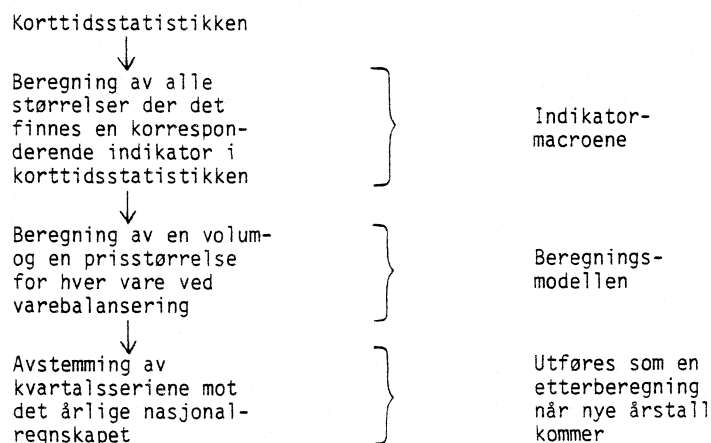 Korttidsstatistikken
Beregning av alle
størrelser der det
finnes en korrespon-
derende indikator i
korttidsstatistikken
Indikator-
macroene
Beregning av en volum-
og en prisstørrelse
for hver vare ved
varebalansering
Beregnings-
modellen
Avstemming av
kvartalsseriene mot
det årlige nasjonal-
regnskapet
Utføres som en
etterberegning
når nye årstall
kommer